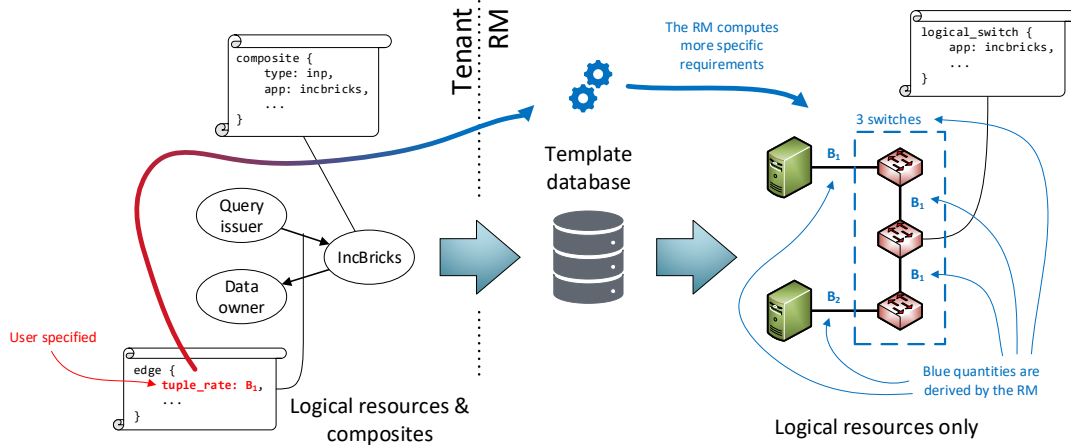 composite {
type: inp,
app: incbricks,
...
}
Tenant
RM
The RM computes
more specific
requirements
logical_switch {
app: incbricks,
...
}
3 switches
Template
database
B1
B1
B1
B2
Query
issuer
IncBricks
Data
owner
User specified
edge {
tuple_rate: B1,
...
}
Logical resources &
composites
Blue quantities are
derived by the RM
Logical resources only